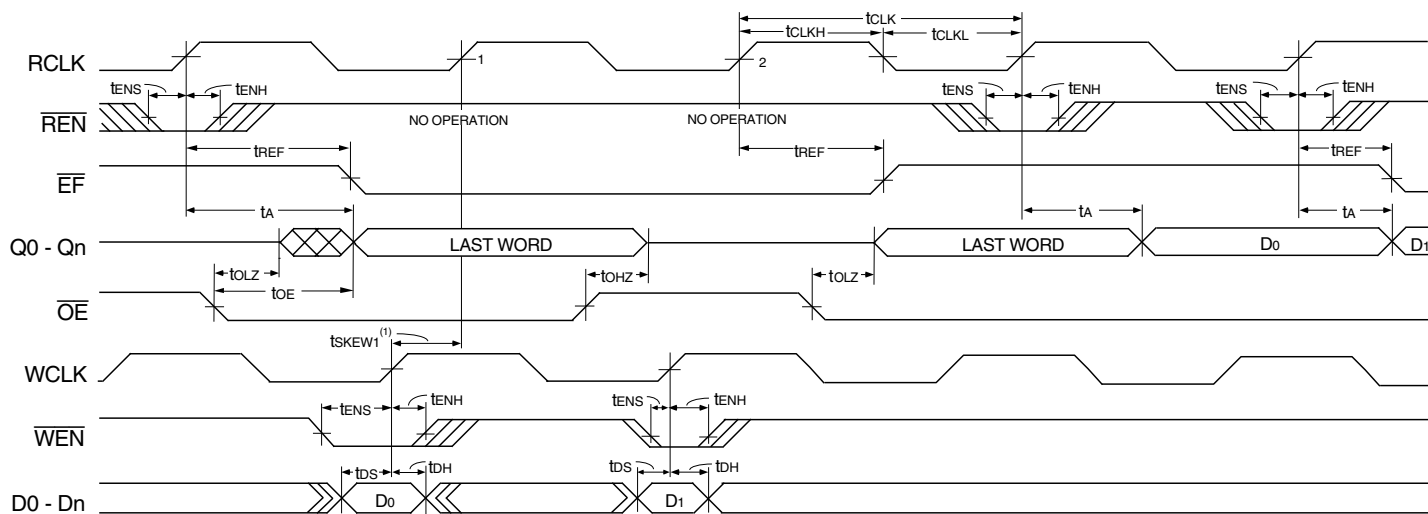 tCLK
tCLKH tCLKL
RCLK 1 2
tENS tENH tENS tENH tENS tENH
REN NO OPERATION NO OPERATION
tREF tREF tREF
EF
tA tA tA
Q0 - Qn LAST WORD LAST WORD D0 D1
tOLZ tOHZ tOLZ
tOE
OE
tSKEW1(1)
WCLK
tENS tENH tENS tENH
WEN
tDS tDH tDS tDH
D0 - Dn D0 D1